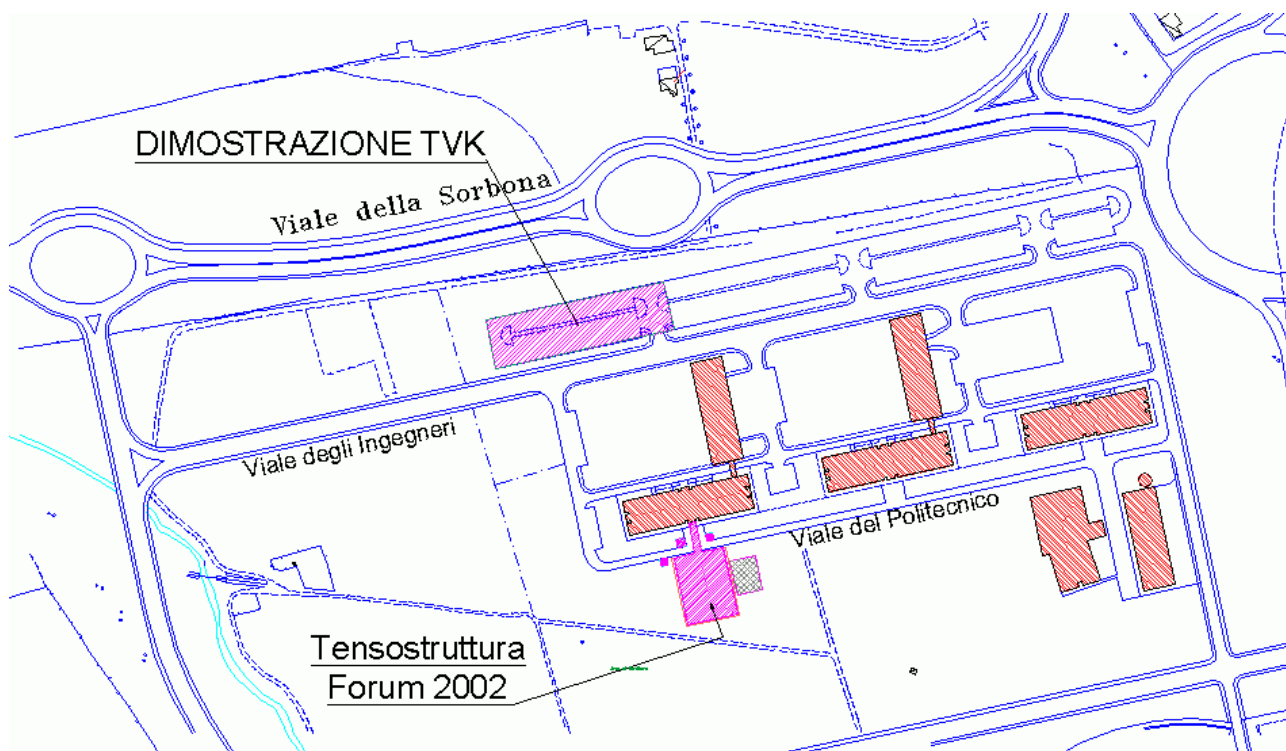 DIMOSTRAZIONE TVK
Viale della Sorbona
Viale degli Ingegneri
Viale del Politecnico
Tensostruttura
Forum 2002